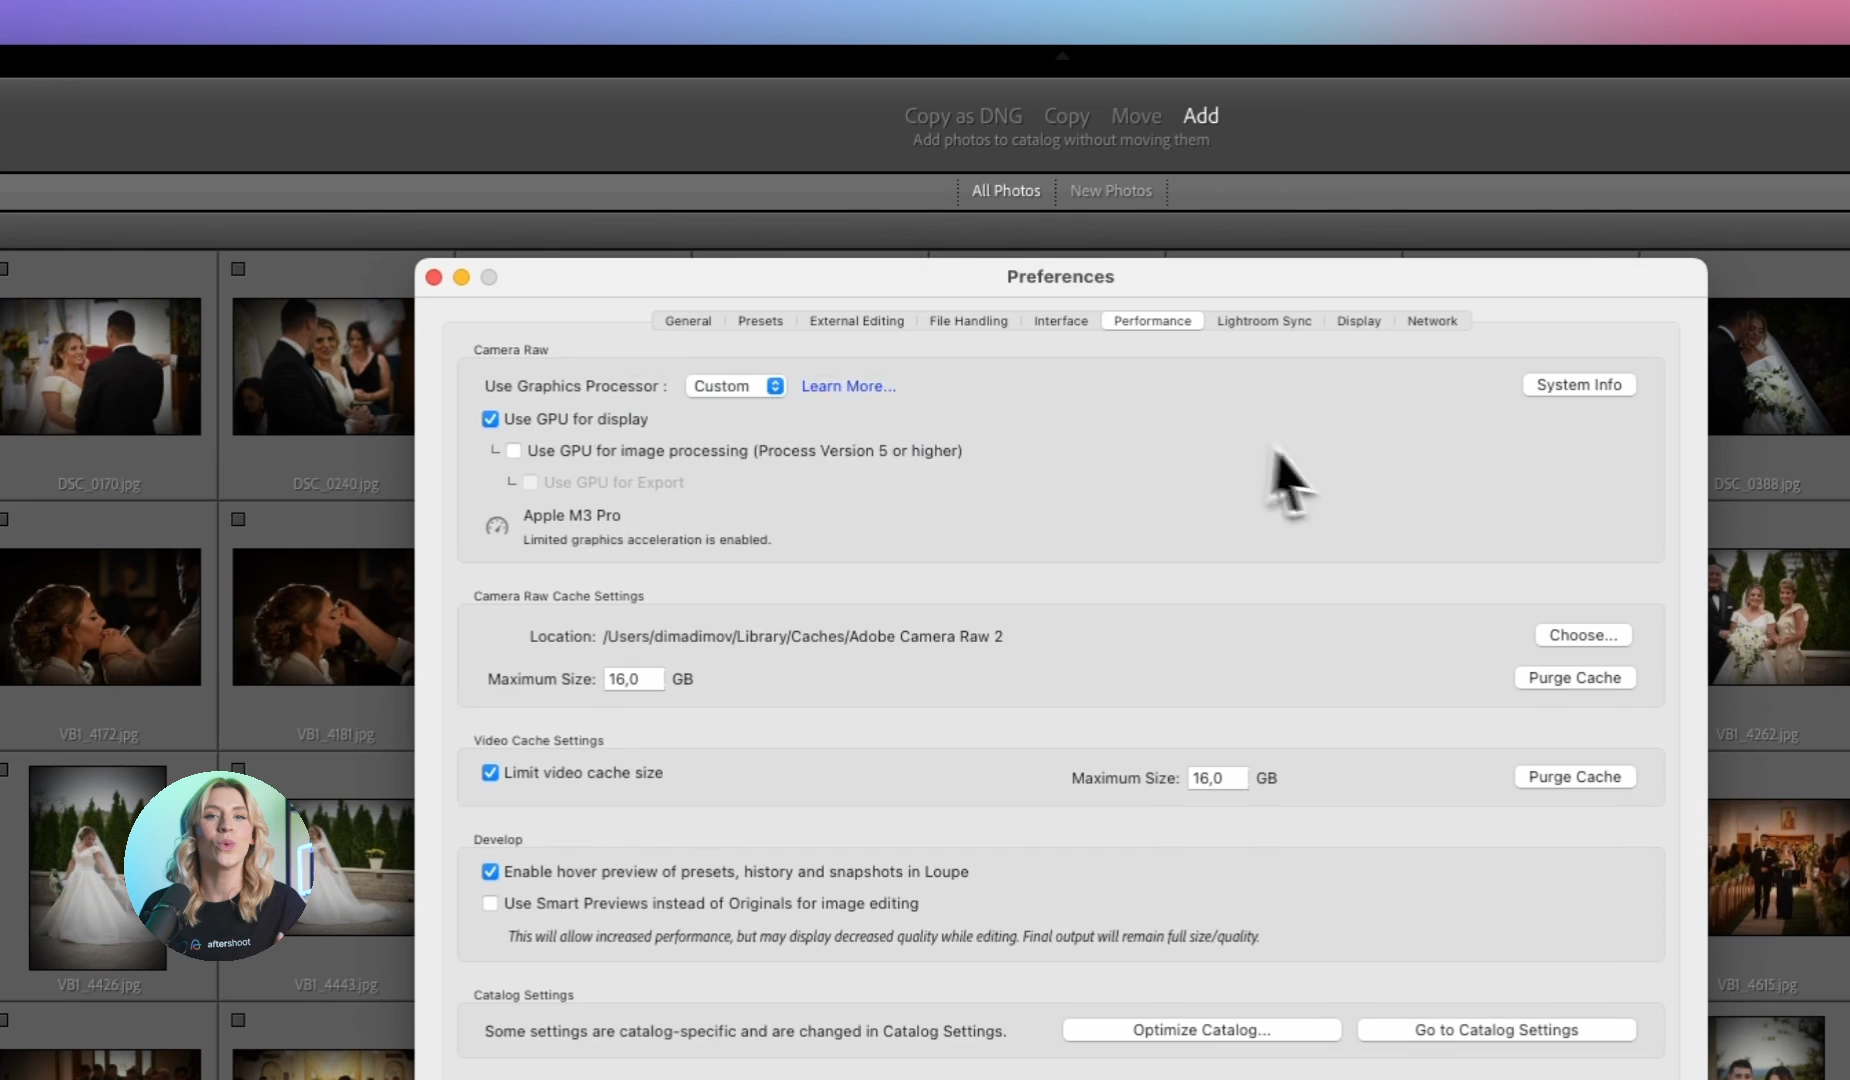 Copy as DNG Copy Move Add
Add photos to catalog without moving them
All Photos New Photos
Preferences
General Presets External Editing File Handling Interface Performance Lightroom Sync Display Network
Camera Raw
Use Graphics Processor : Custom Learn More... System Info
Use GPU for display
Use GPU for image processing (Process Version 5 or higher)
Use GPU for Export
Apple M3 Pro
Limited graphics acceleration is enabled.
DSC_0170.jpg DSC_0240.jpg DSC_0388.jpg
Camera Raw Cache Settings
Location: /Users/dimadimov/Library/Caches/Adobe Camera Raw 2 Choose...
Maximum Size: 16,0 GB Purge Cache
VB1_4172.jpg VB1_4181.jpg VB1_4262.jpg
Video Cache Settings
Limit video cache size Maximum Size: 16,0 GB Purge Cache
Develop
Enable hover preview of presets, history and snapshots in Loupe
Use Smart Previews instead of Originals for image editing
This will allow increased performance, but may display decreased quality while editing. Final output will remain full size/quality.
aftershoot
VB1_4426.jpg VB1_4443.jpg VB1_4615.jpg
Catalog Settings
Some settings are catalog-specific and are changed in Catalog Settings. Optimize Catalog... Go to Catalog Settings